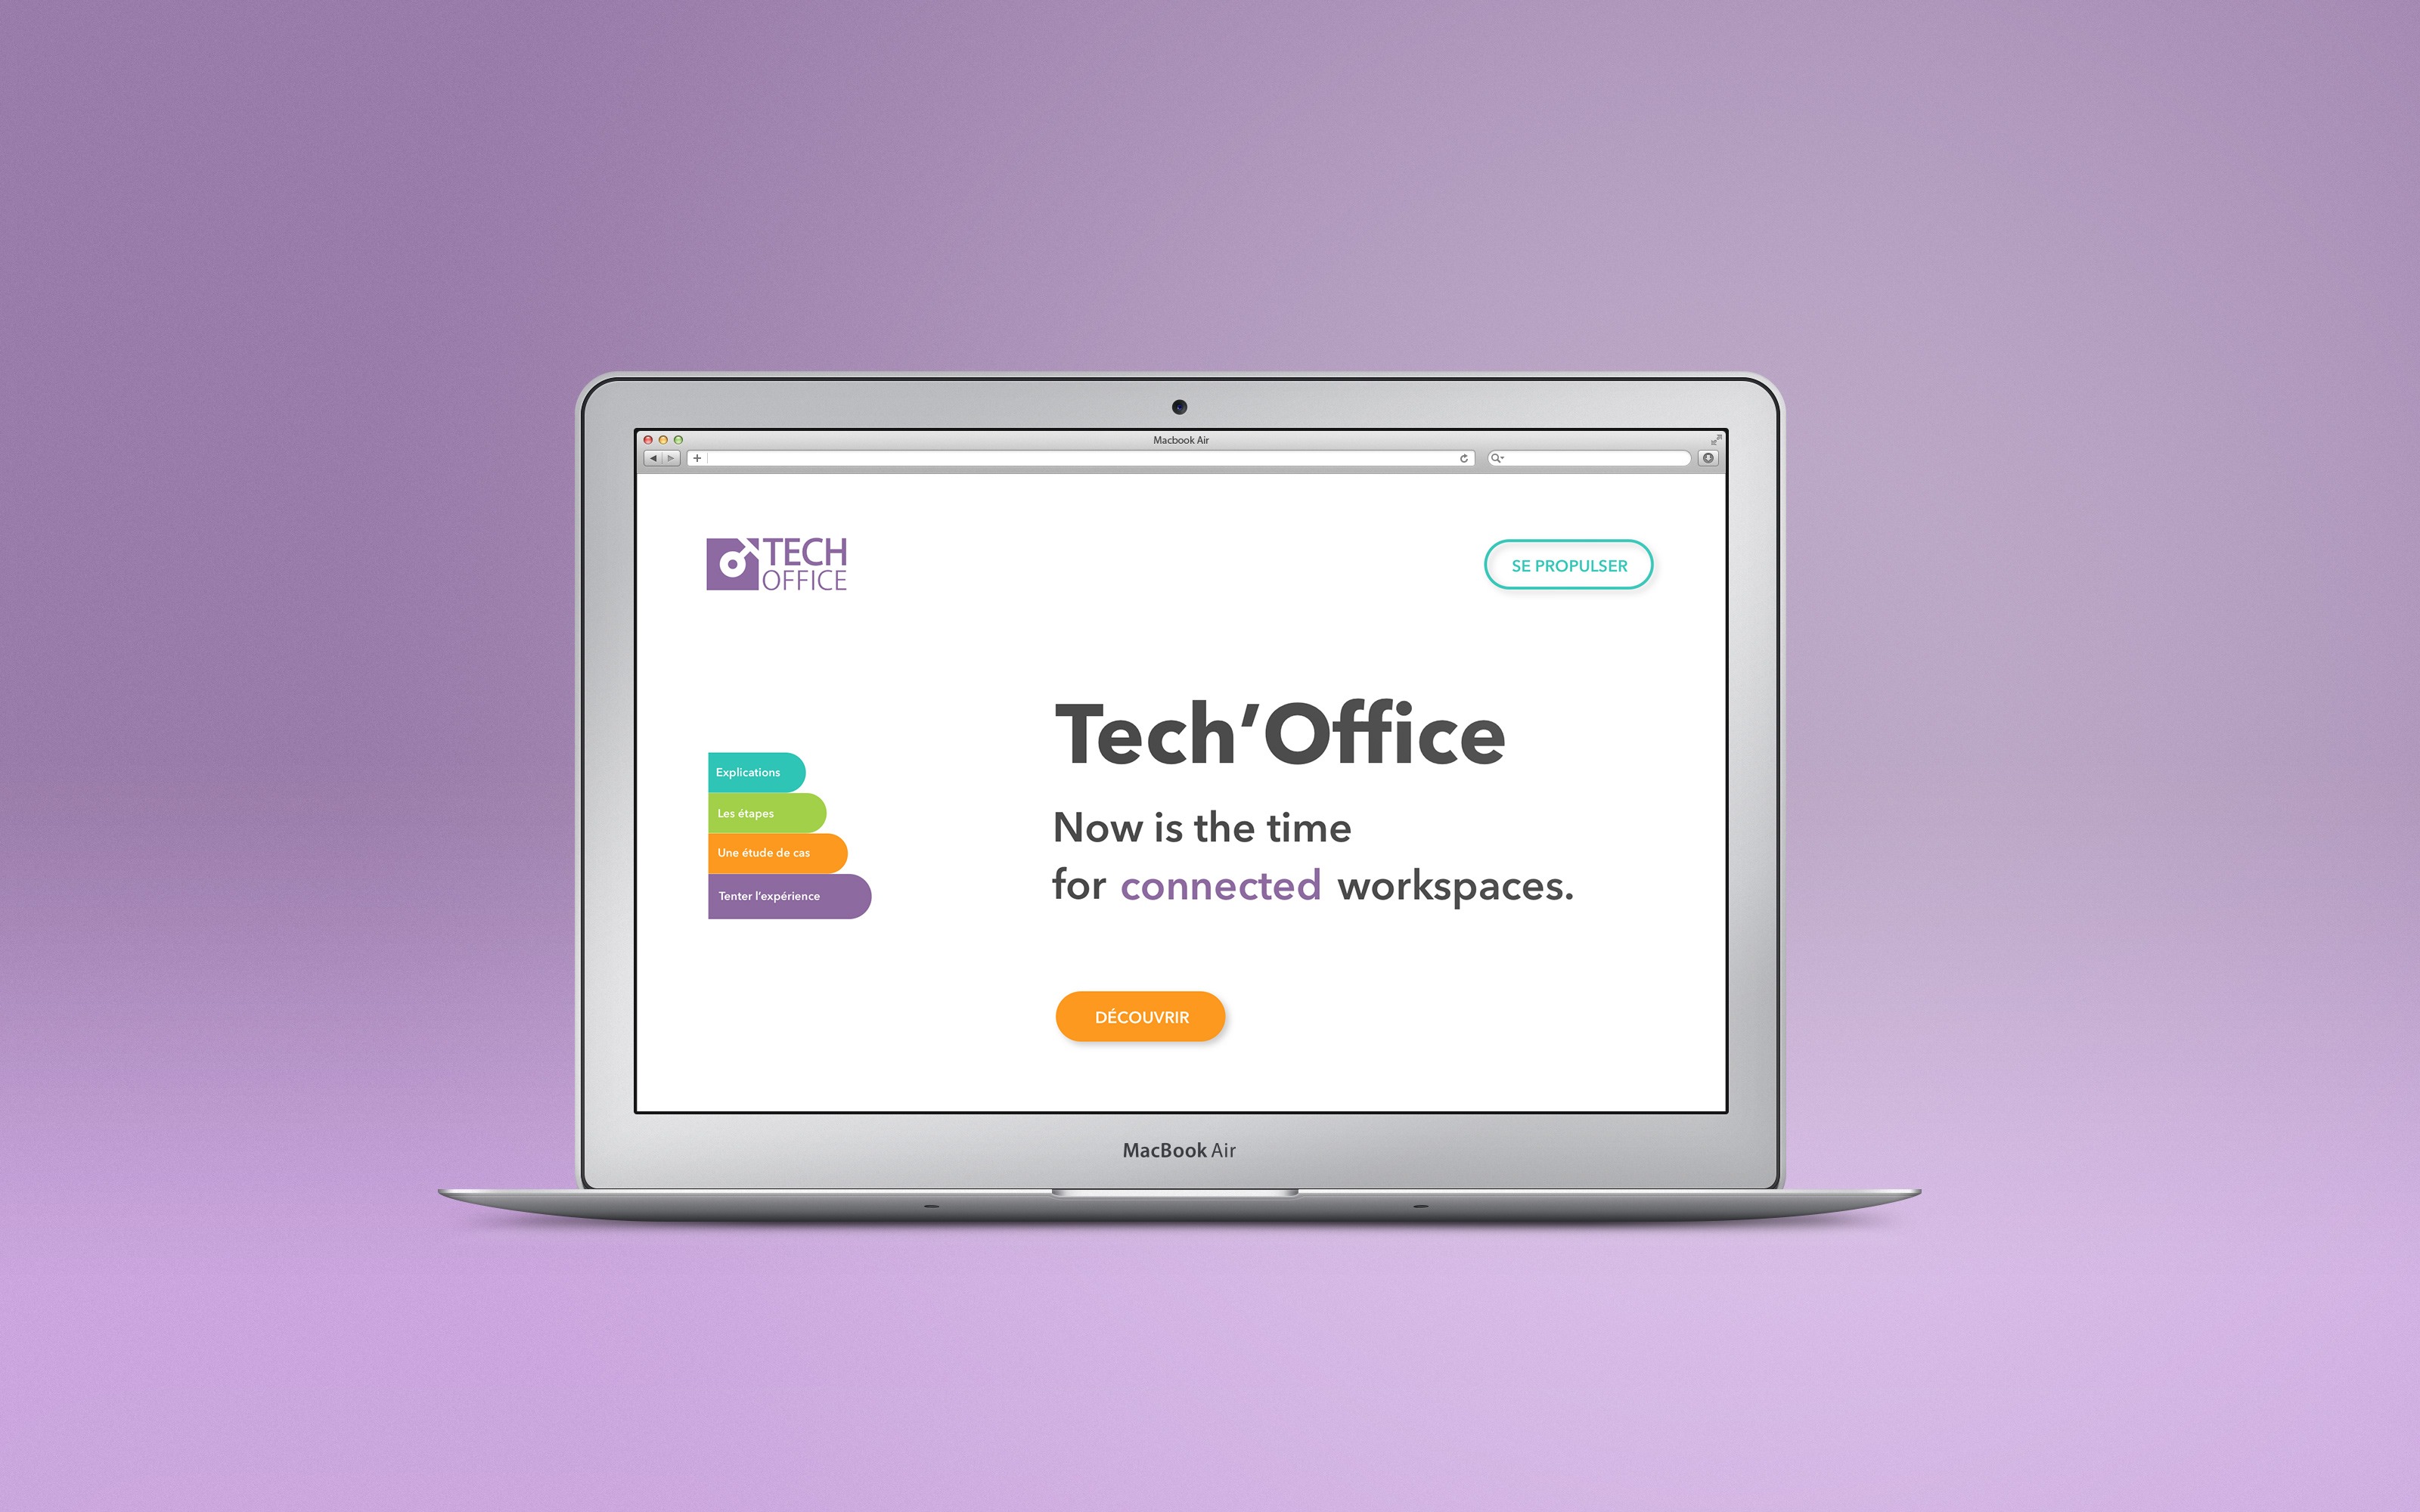 Macbook Air
TECH
OFFICE
SE PROPULSER
Tech’Office
Explications
Les étapes
Une étude de cas
Tenter l’expérience
Now is the time
for connected workspaces.
DÉCOUVRIR
MacBook Air